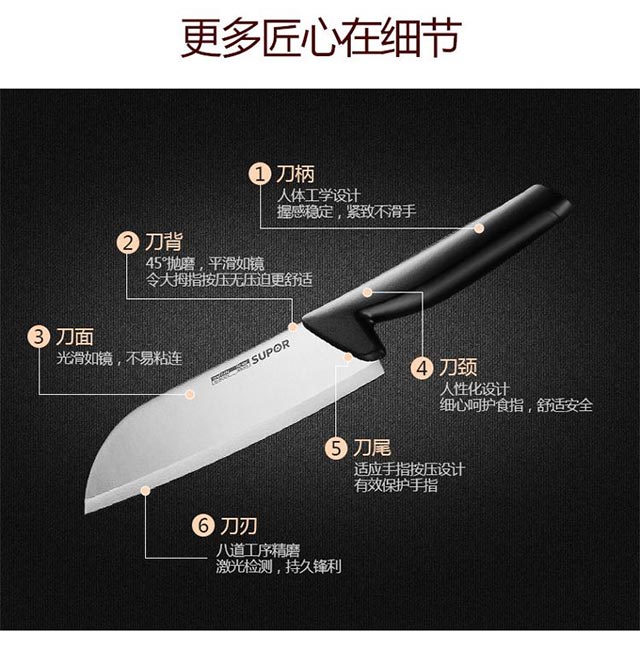 更多匠心在细节
1 刀柄
人体工学设计
握感稳定，紧致不滑手
2 刀背
45°抛磨，平滑如镜
令大拇指按压无压迫更舒适
3 刀面
光滑如镜，不易粘连
SUPOR
4 刀颈
人性化设计
细心呵护食指，舒适安全
5 刀尾
适应手指按压设计
有效保护手指
6 刀刃
八道工序精磨
激光检测，持久锋利